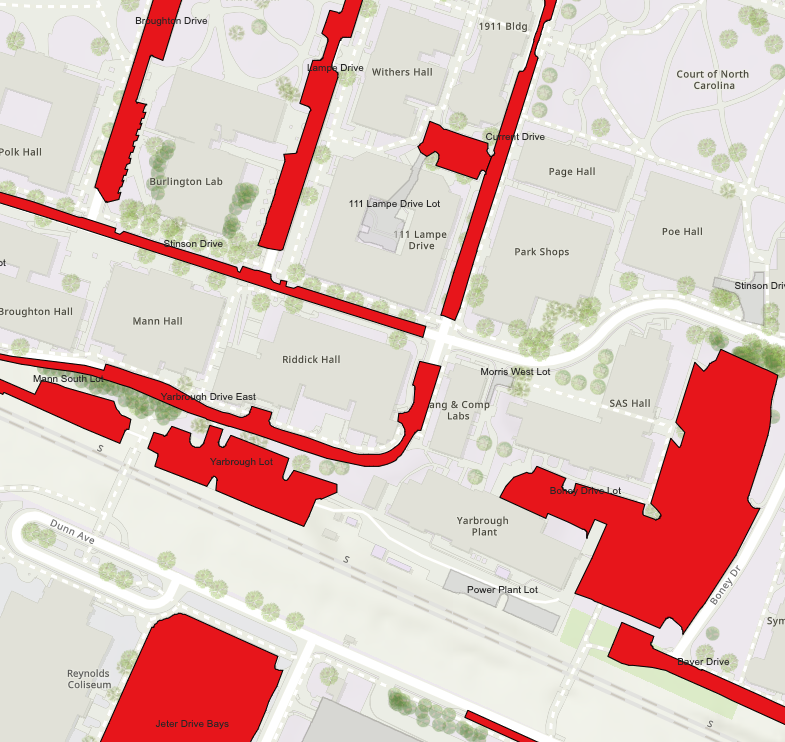 Broughton Drive
1911 Bldg
Lampe Drive
Withers Hall
Court of North
Carolina
Current Drive
Polk Hall
Burlington Lab
Page Hall
111 Lampe Drive Lot
111 Lampe
Drive
Poe Hall
Stinson Drive
Park Shops
ot
Stinson Driv
Broughton Hall
Mann Hall
Riddick Hall
Morris West Lot
Mann South Lot
Yarbrough Drive East
ang & Comp
Labs
SAS Hall
S
Yarbrough Lot
Boney Drive Lot
Dunn Ave
Yarbrough
Plant
S
Power Plant Lot
Boney Dr
Sym
Baver Drive
Reynolds
Coliseum
Jeter Drive Bays
S